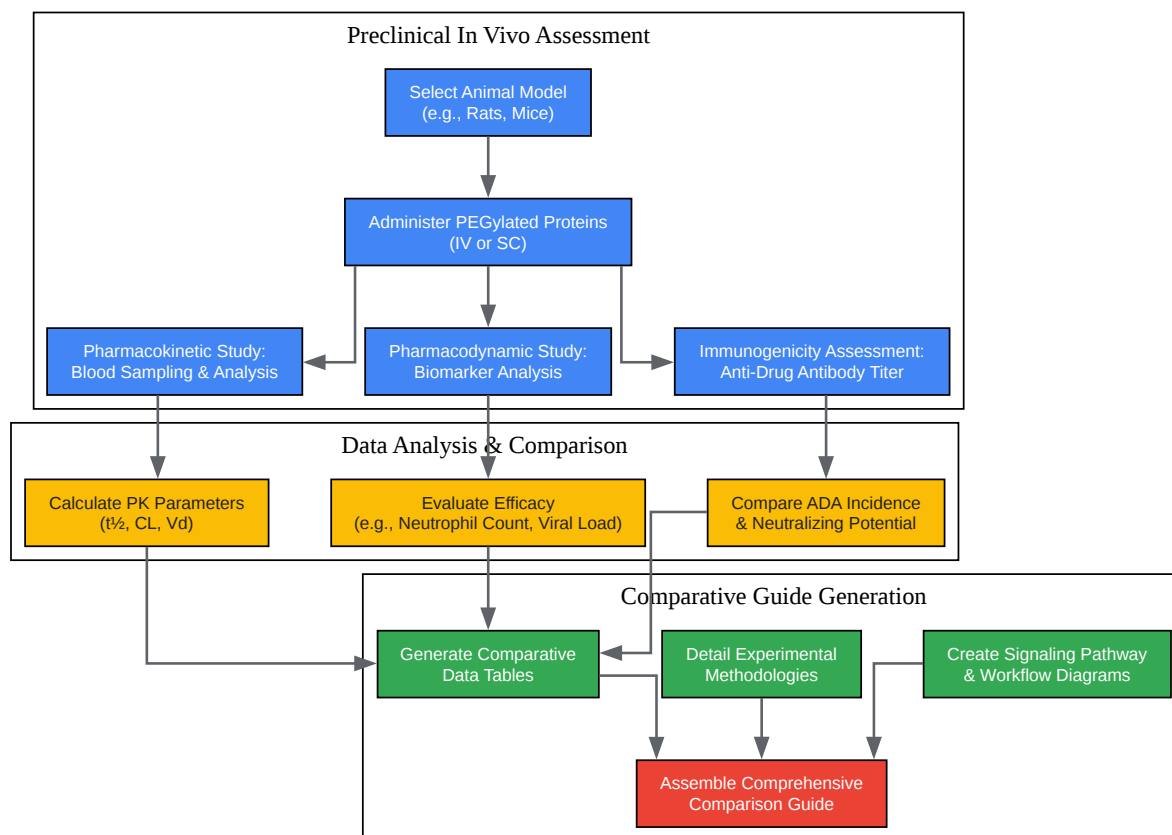 Preclinical In Vivo Assessment
Select Animal Model
(e.g., Rats, Mice)
Administer PEGylated Proteins
(IV or SC)
Pharmacokinetic Study:
Blood Sampling & Analysis
Pharmacodynamic Study:
Biomarker Analysis
Immunogenicity Assessment:
Anti-Drug Antibody Titer
Data Analysis & Comparison
Calculate PK Parameters
(t½, CL, Vd)
Evaluate Efficacy
(e.g., Neutrophil Count, Viral Load)
Compare ADA Incidence
& Neutralizing Potential
Comparative Guide Generation
Generate Comparative
Data Tables
Detail Experimental
Methodologies
Create Signaling Pathway
& Workflow Diagrams
Assemble Comprehensive
Comparison Guide